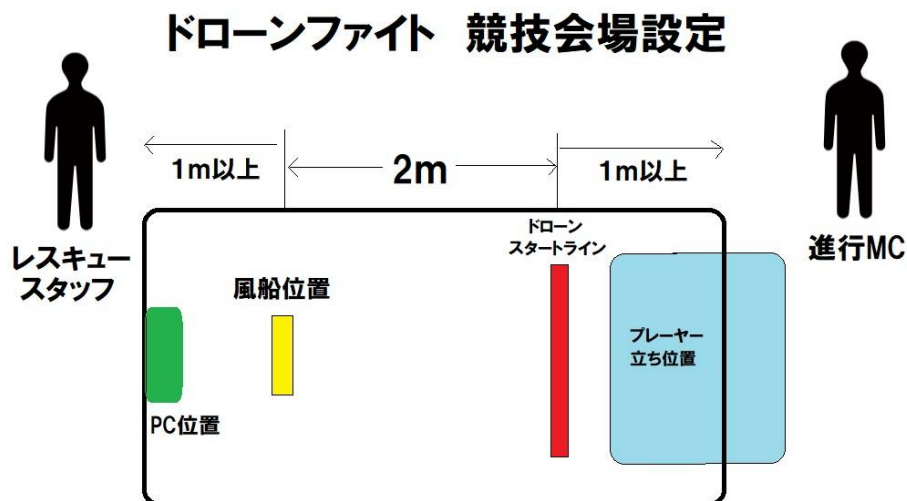 ドローンファイト 競技会場設定
1m以上
2m
1m以上
レスキュー
スタッフ
進行MC
ドローン
スタートライン
風船位置
プレーヤー
立ち位置
PC位置